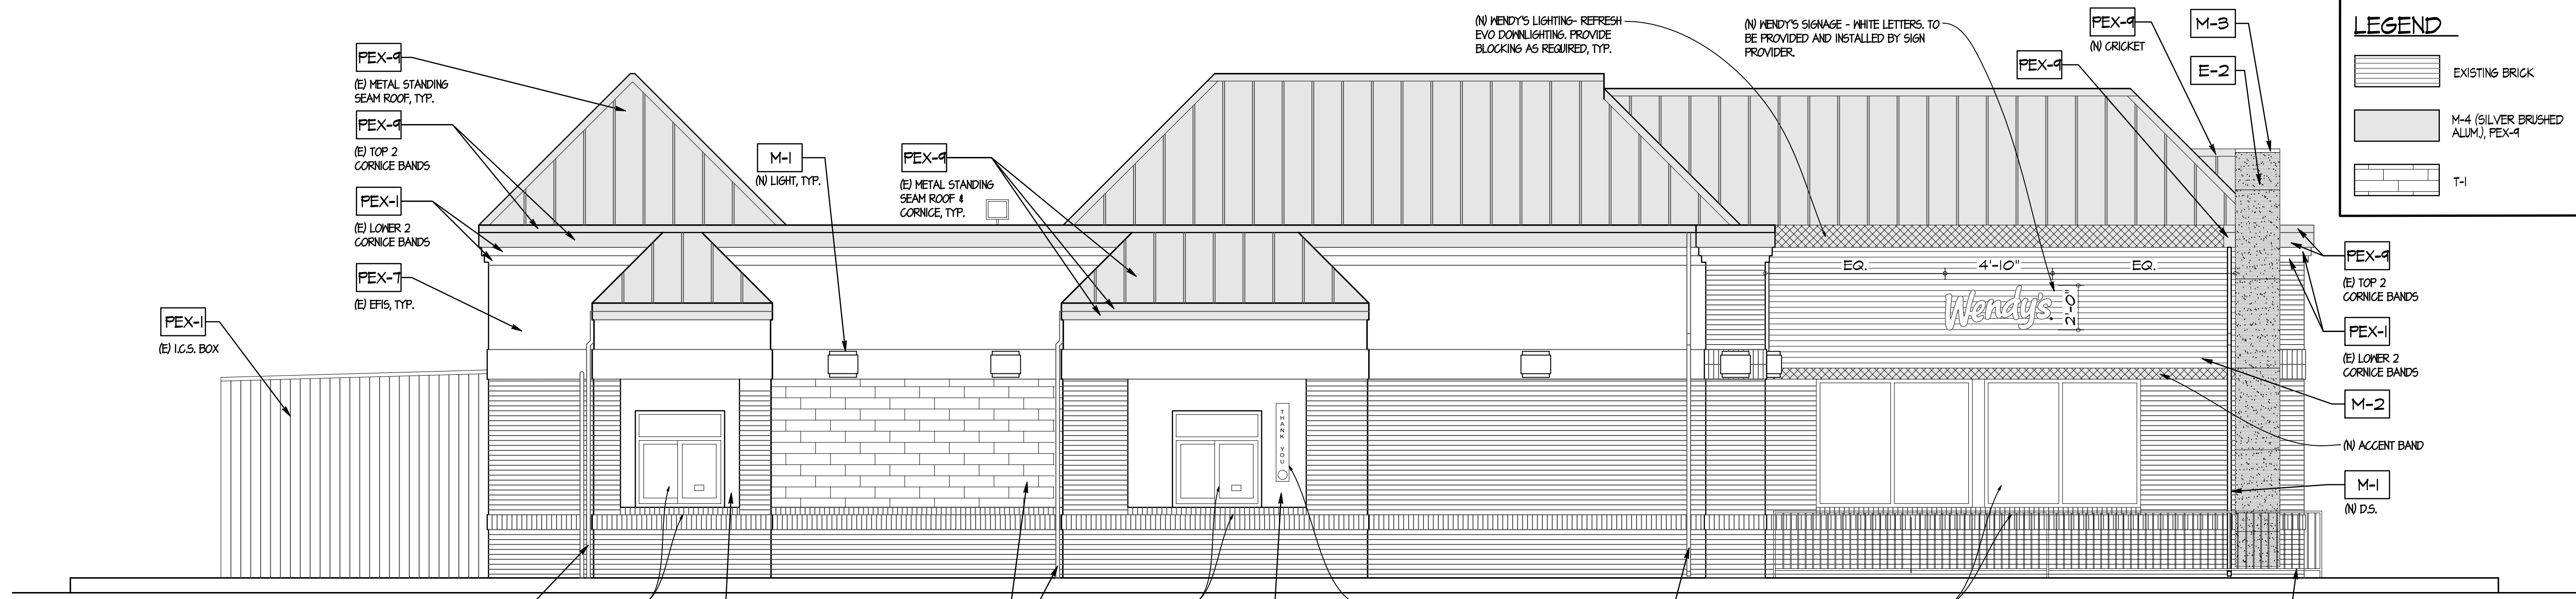 PEX-9
(E) METAL STANDING
SEAM ROOF, TYP.
PEX-9
(E) TOP 2
CORNICE BANDS
PEX-1
(E) LOWER 2
CORNICE BANDS
PEX-7
(E) EFIS, TYP.
PEX-1
(E) I.C.S. BOX
M-1
(N) LIGHT, TYP.
PEX-9
(E) METAL STANDING
SEAM ROOF &
CORNICE, TYP.
(N) WENDY'S LIGHTING- REFRESH
EVO DOWNLIGHTING. PROVIDE
BLOCKING AS REQUIRED, TYP.
(N) WENDY'S SIGNAGE - WHITE LETTERS. TO
BE PROVIDED AND INSTALLED BY SIGN
PROVIDER.
PEX-9
PEX-9
(N) CRICKET
M-3
E-2
LEGEND
EXISTING BRICK
M-4 (SILVER BRUSHED
ALUM.), PEX-9
T-1
EQ.
4'-10"
EQ.
Wendy's
2'-0"
THANK YOU
PEX-9
(E) TOP 2
CORNICE BANDS
PEX-1
(E) LOWER 2
CORNICE BANDS
M-2
(N) ACCENT BAND
M-1
(N) D.S.